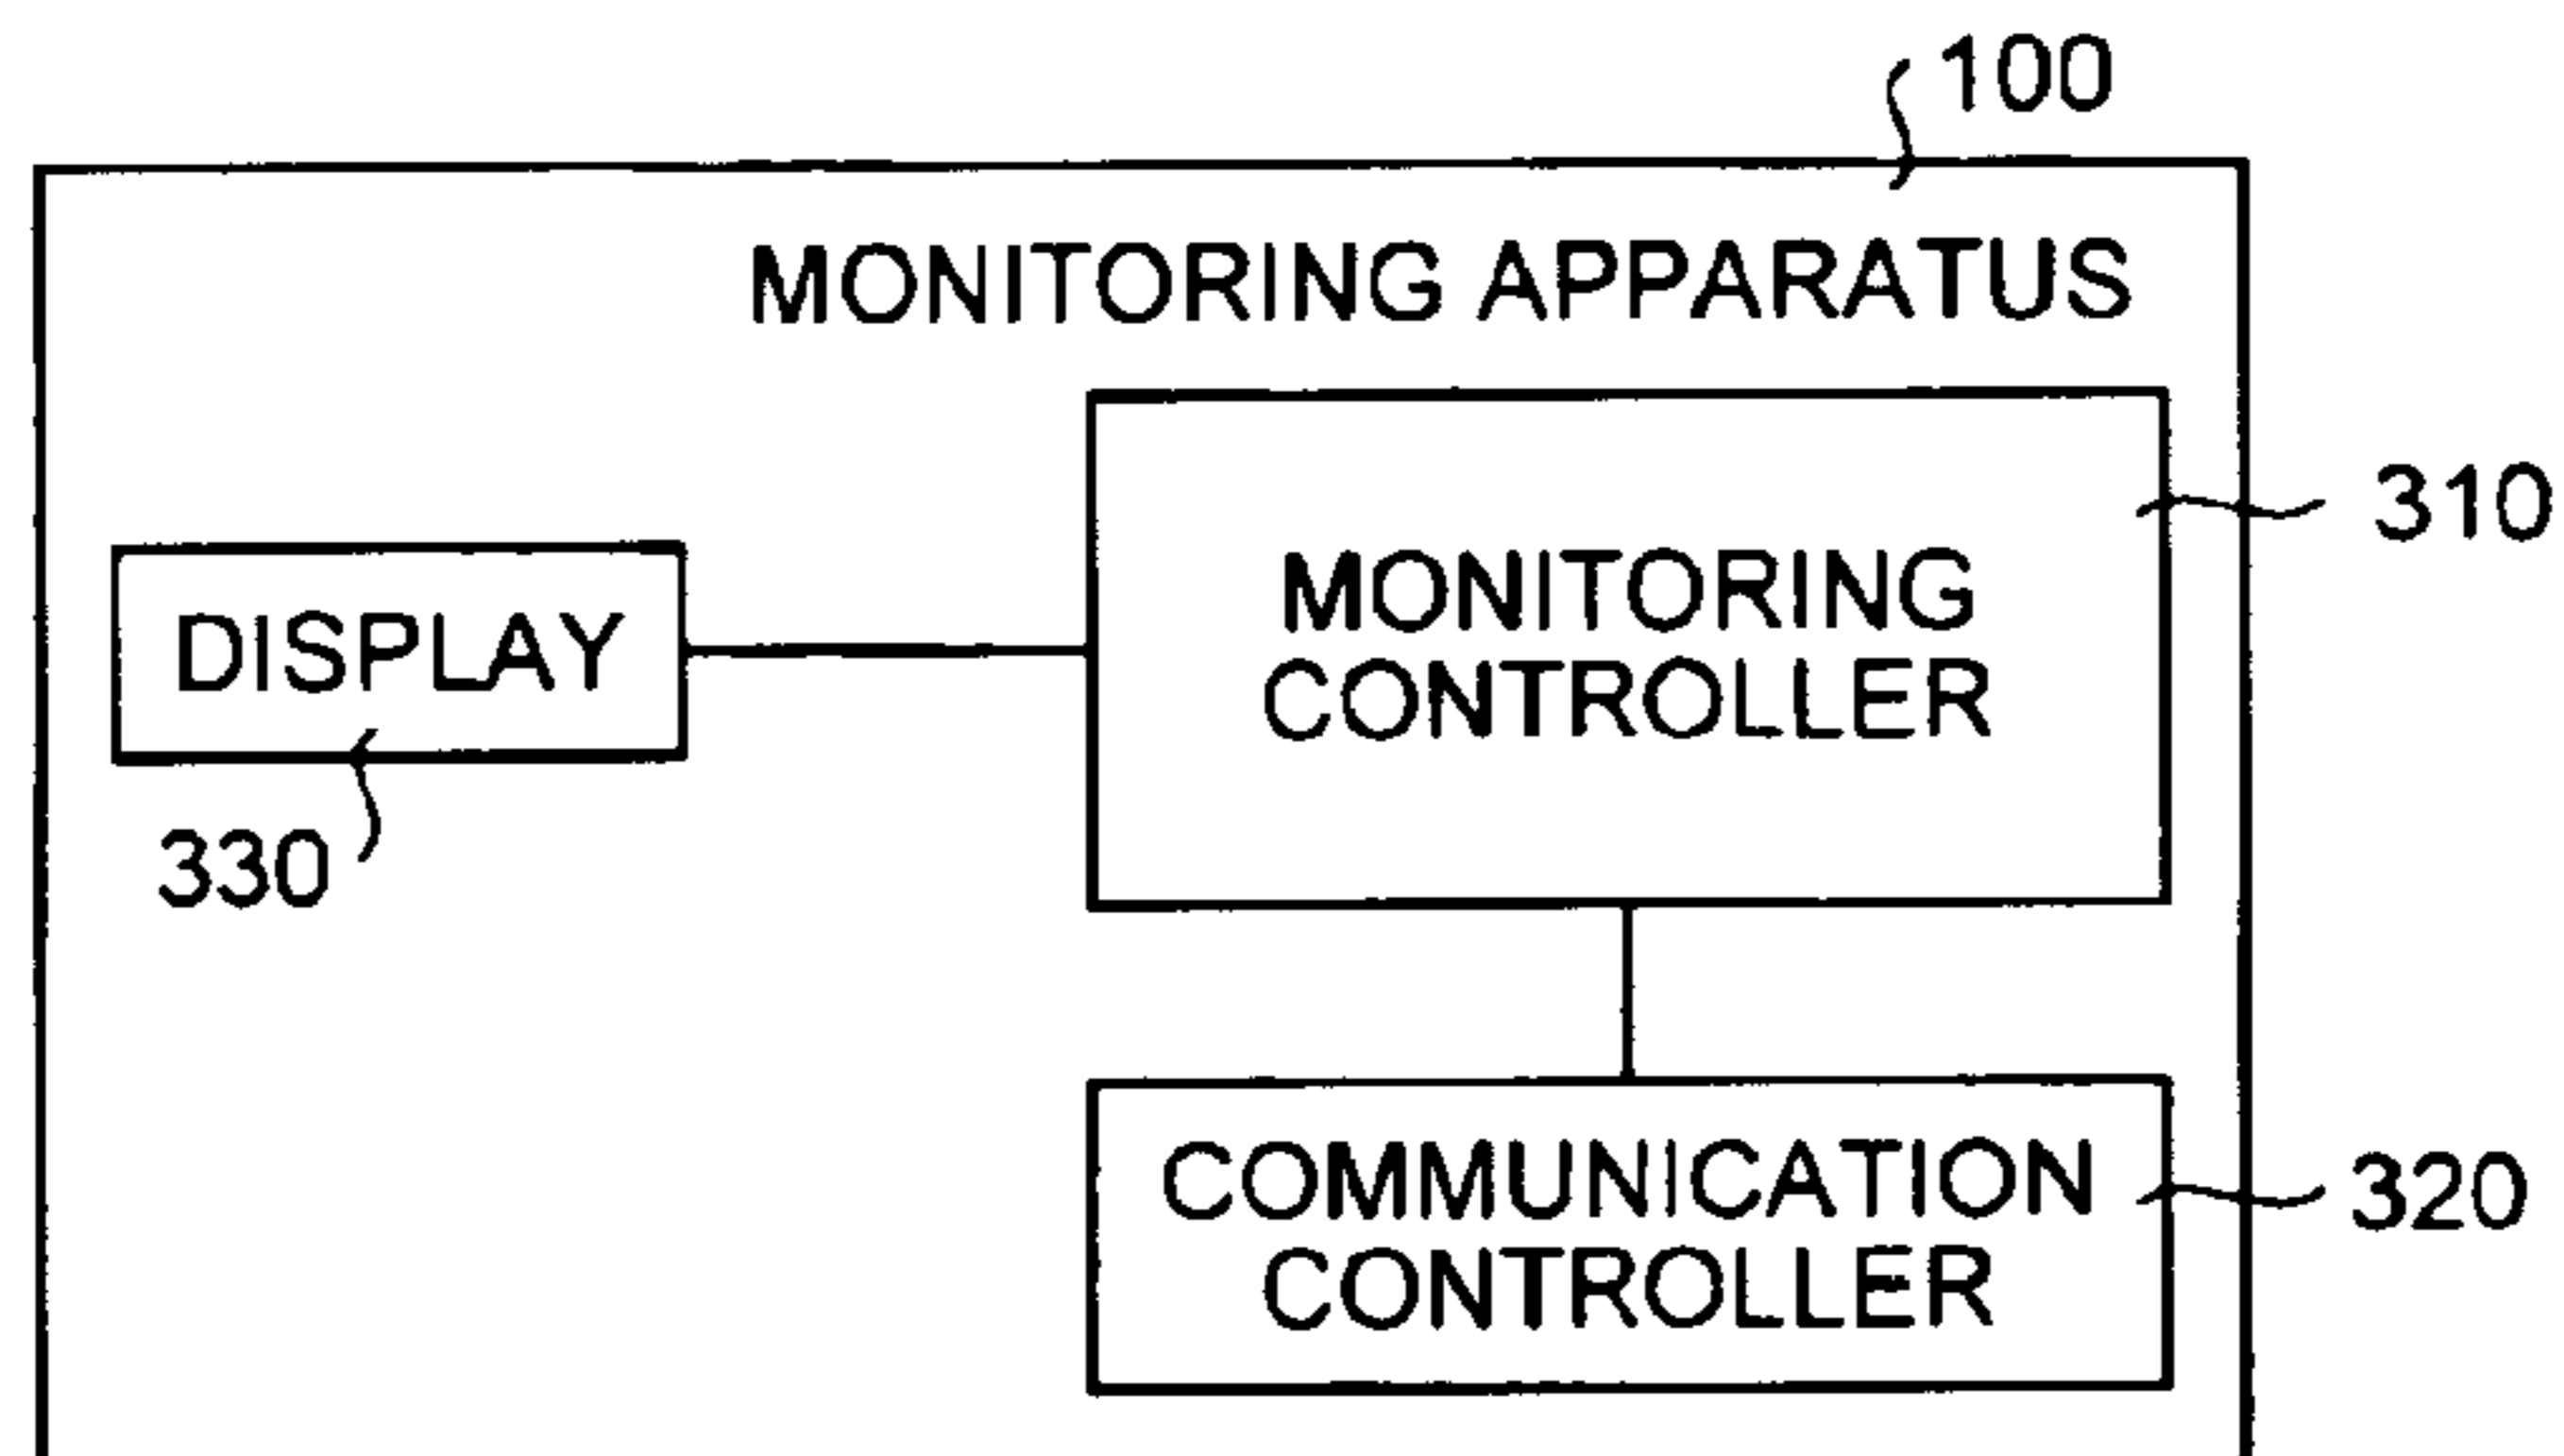 100
MONITORING APPARATUS
310
MONITORING
CONTROLLER
DISPLAY
330
COMMUNICATION
CONTROLLER
320